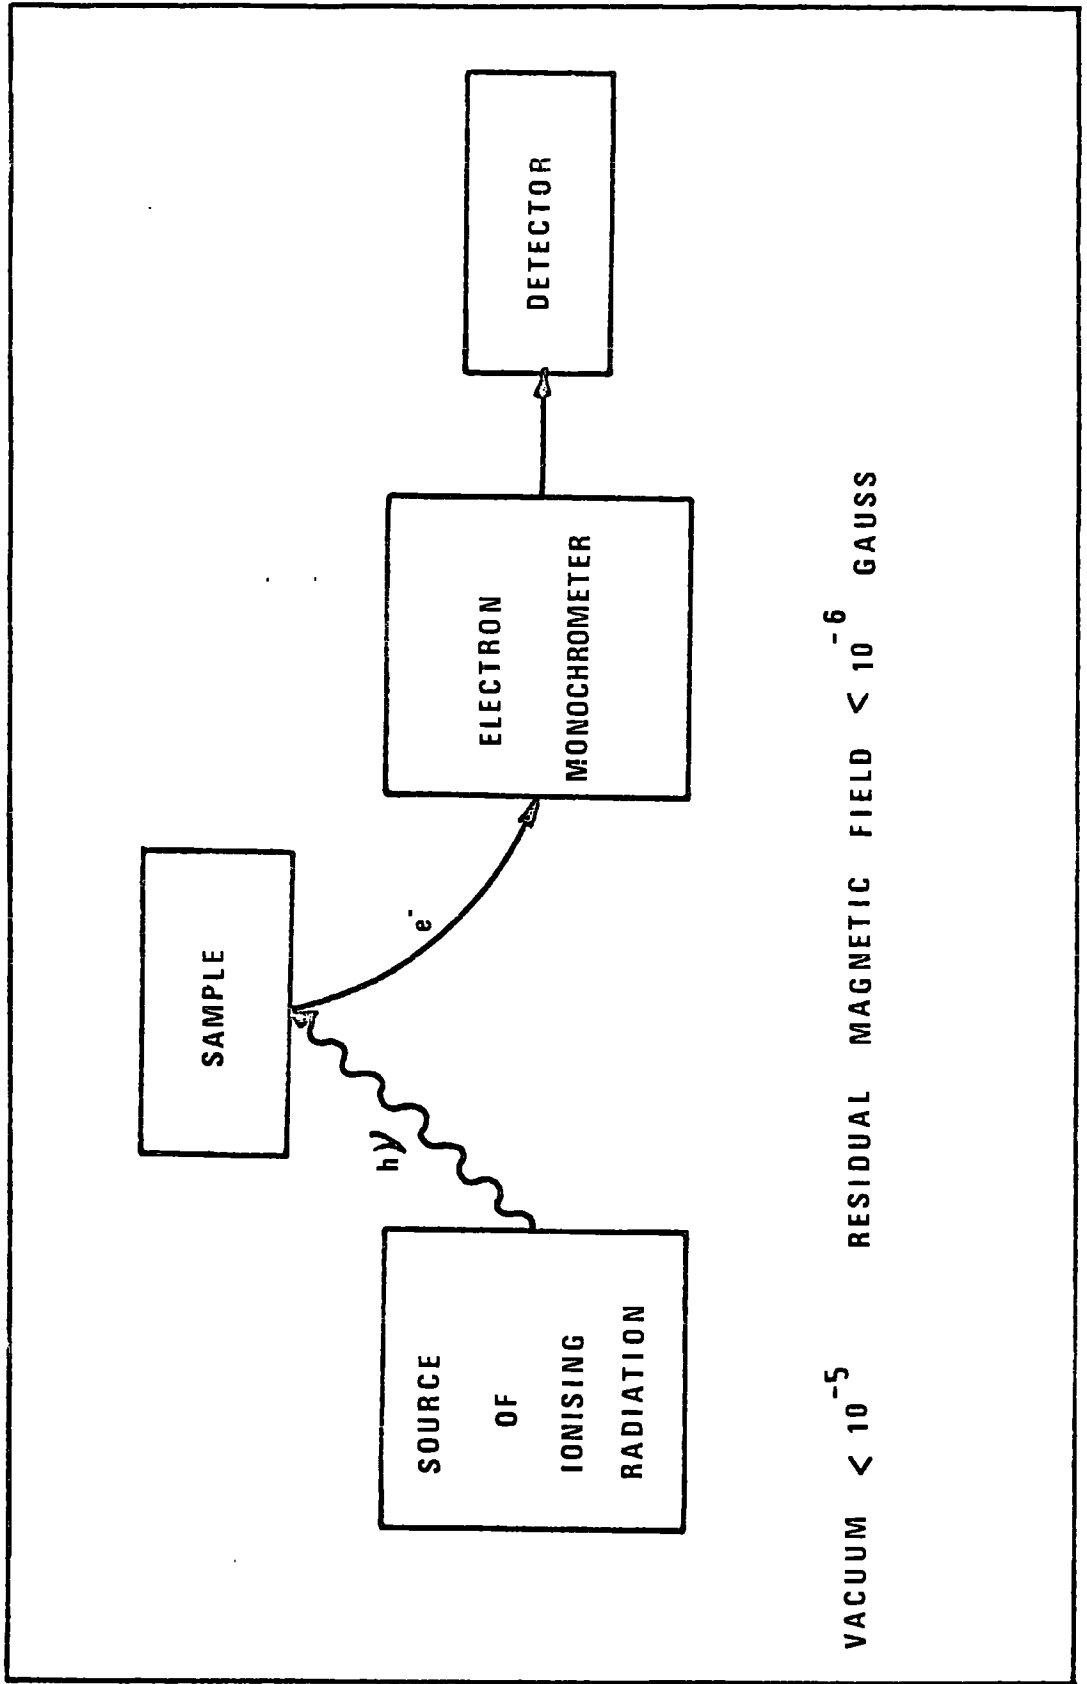 SAMPLE
hν
e-
SOURCE
OF
IONISING
RADIATION
ELECTRON
MONOCHROMETER
DETECTOR
VACUUM < 10^-5 RESIDUAL MAGNETIC FIELD < 10^-6 GAUSS